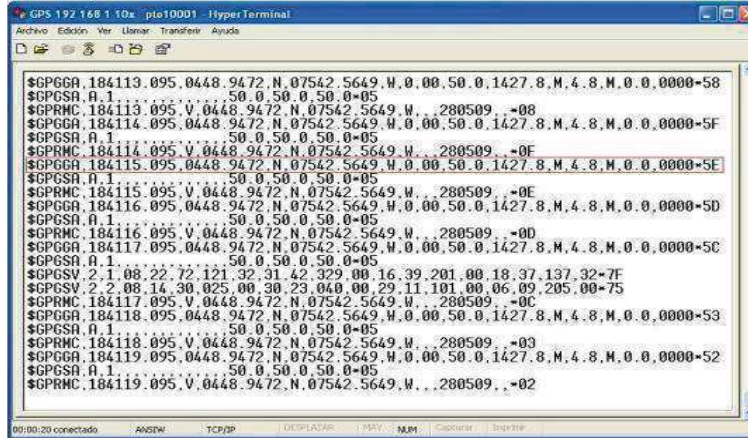 GPS 192 168 1 10x pto10001 - HyperTerminal
Archivo Edición Ver Llamar Transferir Ayuda
$GPGGA,184113.095,0448.9472,N,07542.5649,W,0,00,50.0,1427.8,M,4.8,M,0.0,0000*58
$GPGSA,A,1,,,,,,,,,,,,,50.0,50.0,50.0*05
$GPRMC,184113.095,V,0448.9472,N,07542.5649,W,,,280509,,*08
$GPGGA,184114.095,0448.9472,N,07542.5649,W,0,00,50.0,1427.8,M,4.8,M,0.0,0000*5F
$GPGSA,A,1,,,,,,,,,,,,,50.0,50.0,50.0*05
$GPRMC,184114.095,V,0448.9472,N,07542.5649,W,,,280509,,*0F
$GPGGA,184115.095,0448.9472,N,07542.5649,W,0,00,50.0,1427.8,M,4.8,M,0.0,0000*5E
$GPGSA,A,1,,,,,,,,,,,,,50.0,50.0,50.0*05
$GPRMC,184115.095,V,0448.9472,N,07542.5649,W,,,280509,,*0E
$GPGGA,184116.095,0448.9472,N,07542.5649,W,0,00,50.0,1427.8,M,4.8,M,0.0,0000*5D
$GPGSA,A,1,,,,,,,,,,,,,50.0,50.0,50.0*05
$GPRMC,184116.095,V,0448.9472,N,07542.5649,W,,,280509,,*0D
$GPGGA,184117.095,0448.9472,N,07542.5649,W,0,00,50.0,1427.8,M,4.8,M,0.0,0000*5C
$GPGSA,A,1,,,,,,,,,,,,,50.0,50.0,50.0*05
$GPGSV,2,1,08,22,72,121,32,31,42,329,00,16,39,201,00,18,37,137,32*7F
$GPGSV,2,2,08,14,30,025,00,30,23,040,00,29,11,101,00,06,09,205,00*75
$GPRMC,184117.095,V,0448.9472,N,07542.5649,W,,,280509,,*0C
$GPGGA,184118.095,0448.9472,N,07542.5649,W,0,00,50.0,1427.8,M,4.8,M,0.0,0000*53
$GPGSA,A,1,,,,,,,,,,,,,50.0,50.0,50.0*05
$GPRMC,184118.095,V,0448.9472,N,07542.5649,W,,,280509,,*03
$GPGGA,184119.095,0448.9472,N,07542.5649,W,0,00,50.0,1427.8,M,4.8,M,0.0,0000*52
$GPGSA,A,1,,,,,,,,,,,,,50.0,50.0,50.0*05
$GPRMC,184119.095,V,0448.9472,N,07542.5649,W,,,280509,,*02
00:00:20 conectado ANSIW TCP/IP DESPLAZAR MAY NUM Capturar Imprimir